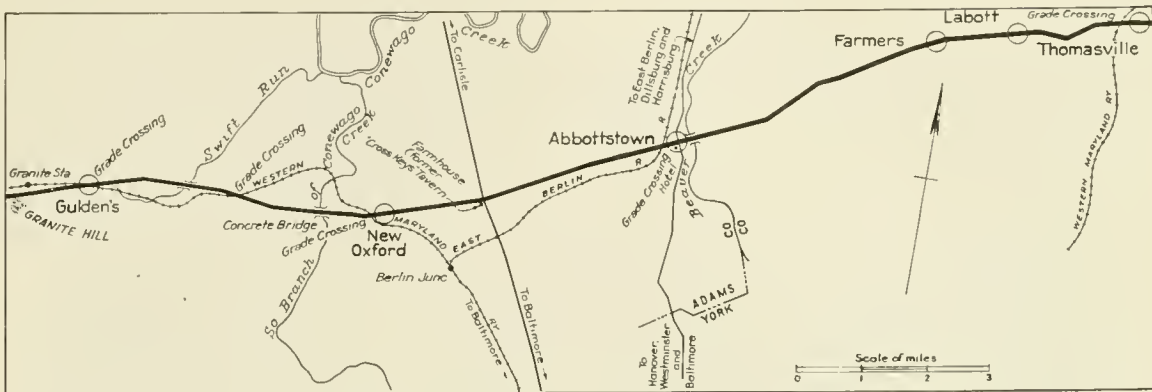 Granite Sta
GRANITE HILL
Gulden's
Grade Crossing
Swift Run
Grade Crossing
WESTERN
MARYLAND
RY
Conewago
Creek
Conewago
Creek
So Branch
of
Concrete Bridge
Grade Crossing
New
Oxford
Berlin Junc
To Baltimore
To Carlisle
To Baltimore
Farmhouse
former
"Cross Keys" Tavern
EAST
BERLIN
R
R
To East Berlin,
Dillsburg and
Harrisburg
Creek
Abbottstown
Grade Crossing
Hotel
Beaver
CO
CO
ADAMS
YORK
To
Hanover,
Westminster
and
Baltimore
Farmers
Labott
Grade Crossing
Thomasville
WESTERN MARYLAND RY
Scale of miles
0 1 2 3